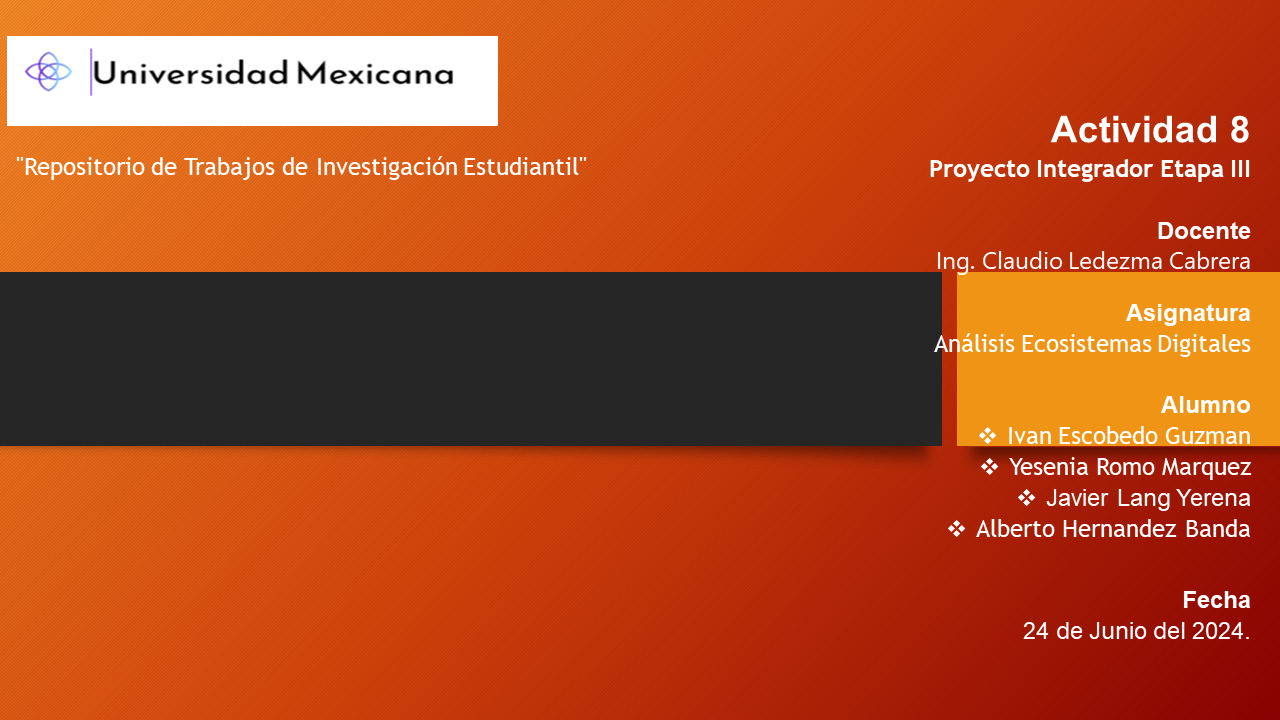 Universidad Mexicana
"Repositorio de Trabajos de Investigación Estudiantil"
Actividad 8
Proyecto Integrador Etapa III
Docente
Ing. Claudio Ledezma Cabrera
Asignatura
Análisis Ecosistemas Digitales
Alumno
❖ Ivan Escobedo Guzman
❖ Yesenia Romo Marquez
❖ Javier Lang Yerena
❖ Alberto Hernandez Banda
Fecha
24 de Junio del 2024.